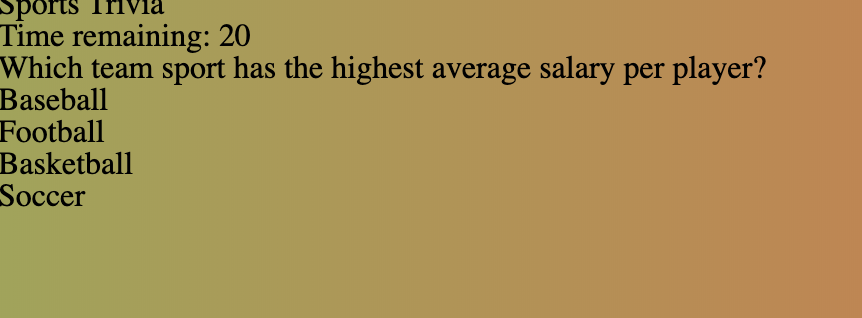 Sports Trivia
Time remaining: 20
Which team sport has the highest average salary per player?
Baseball
Football
Basketball
Soccer